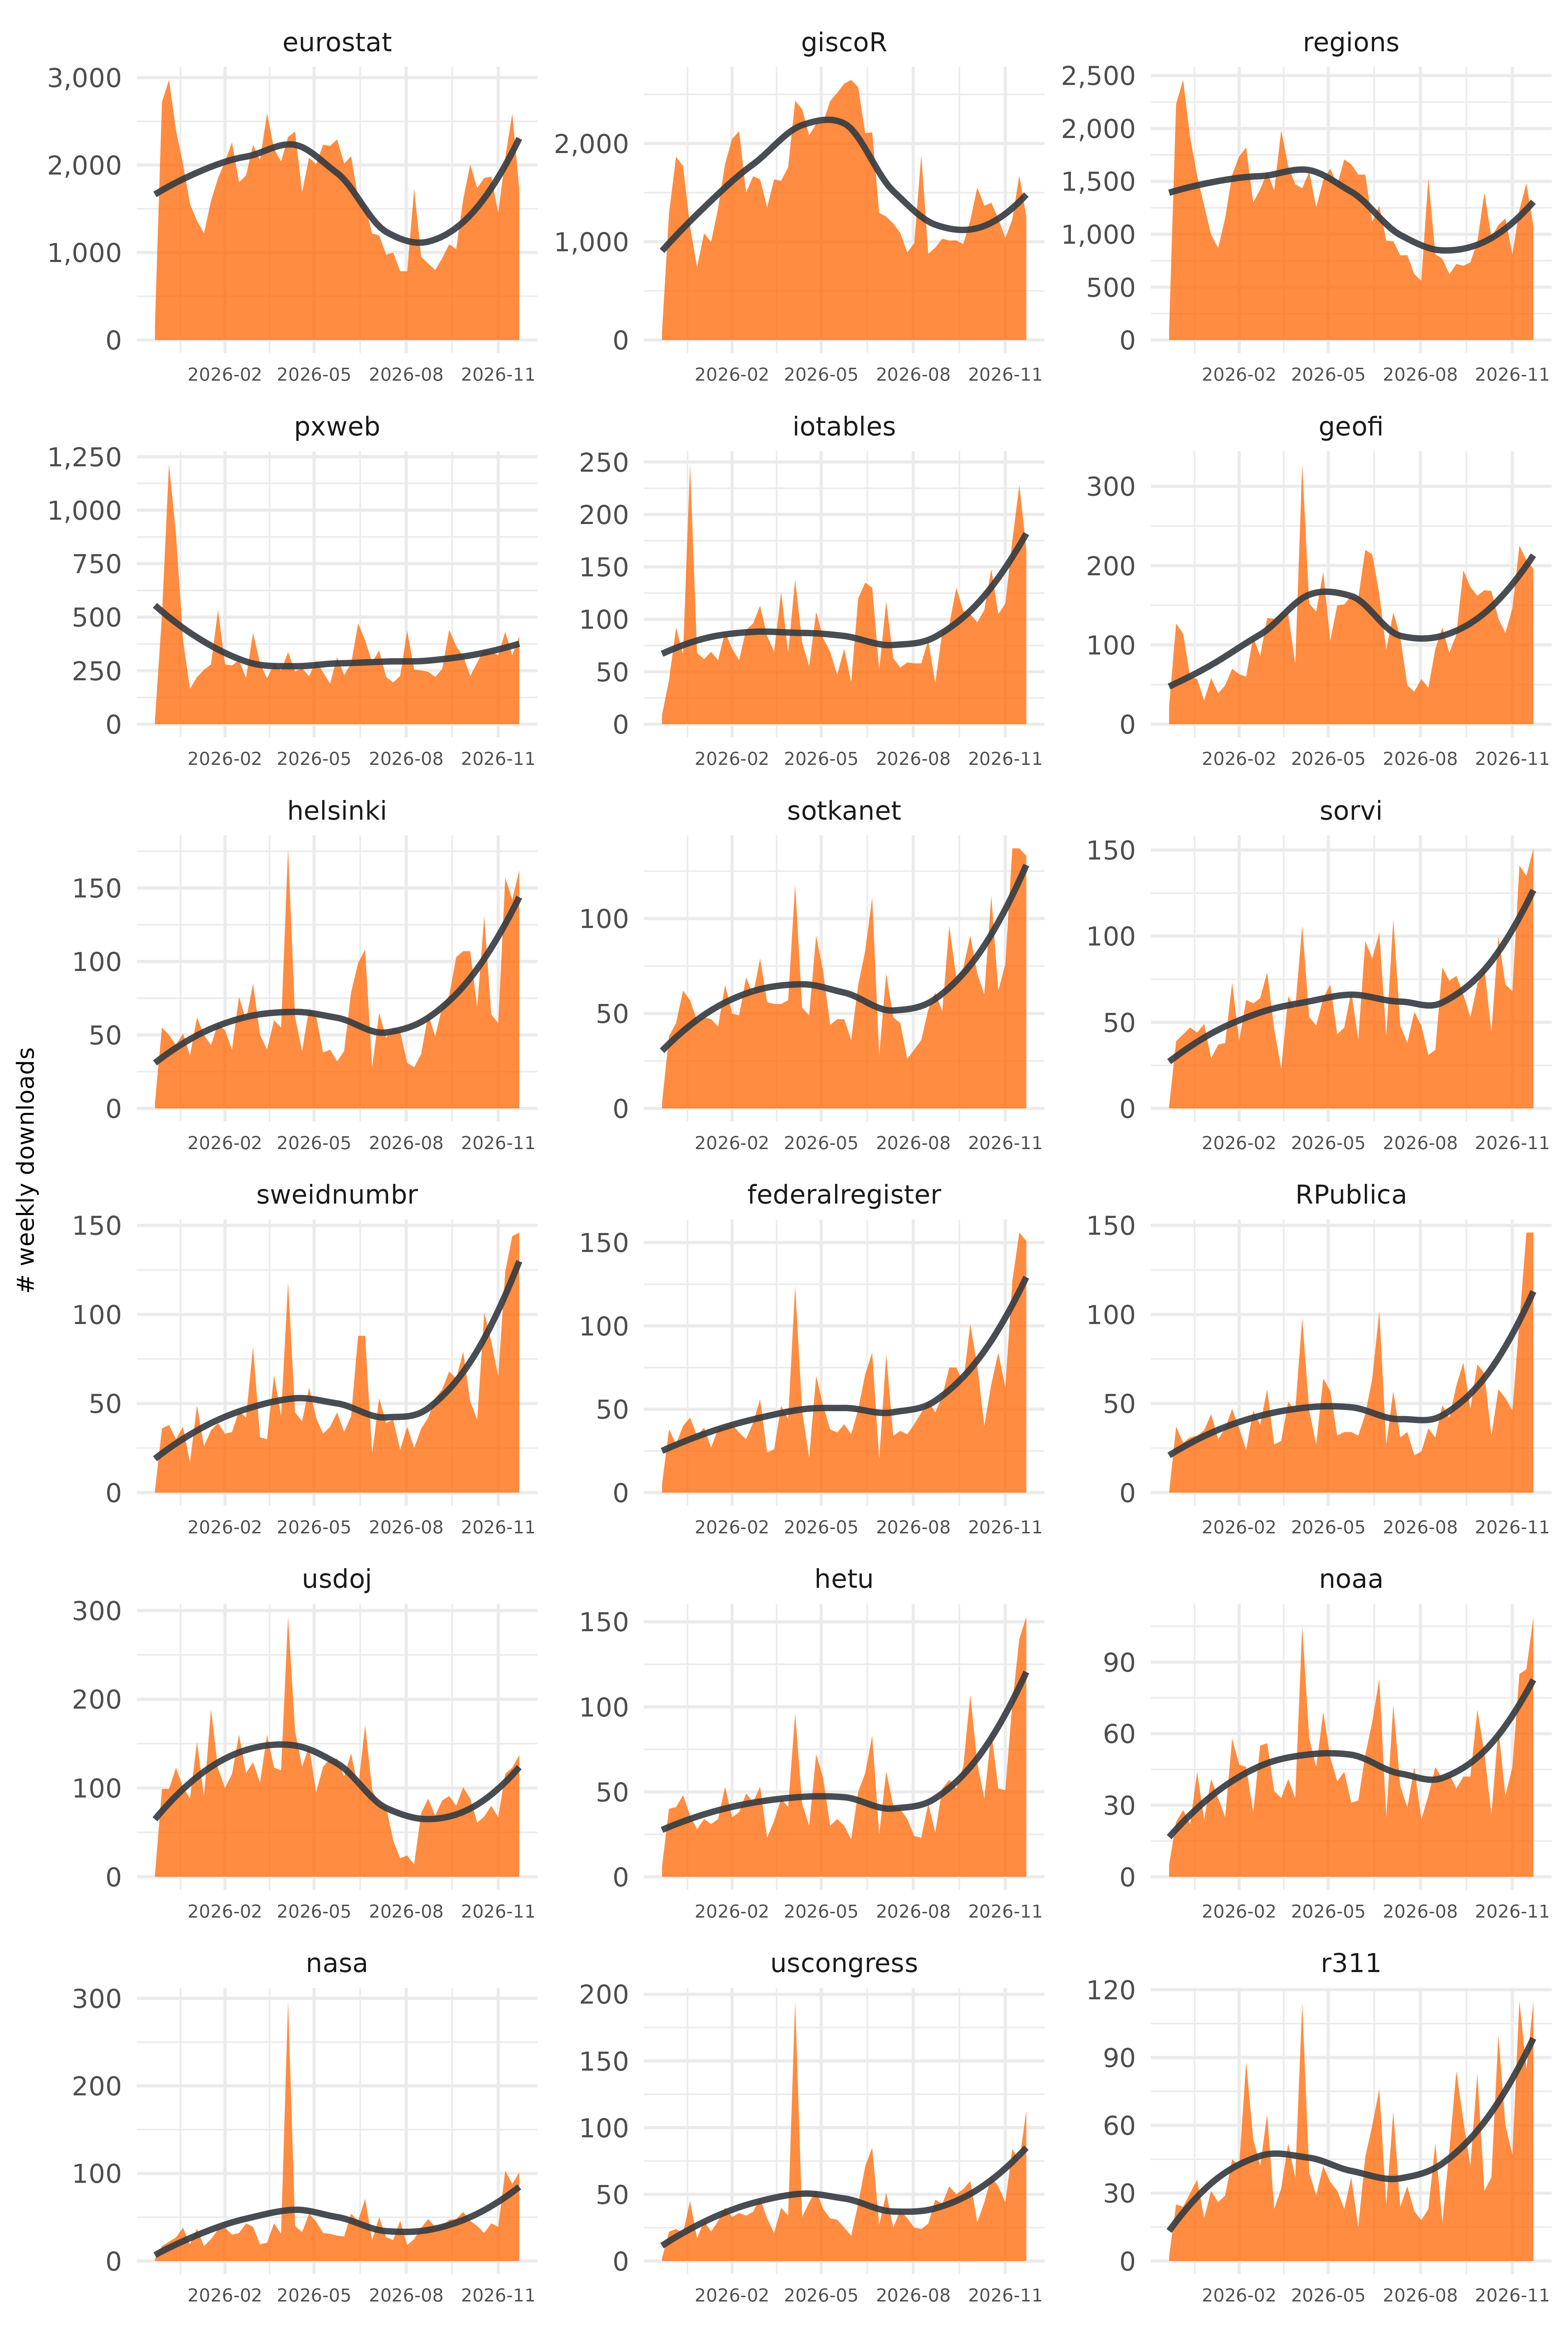 eurostat
3,000
2,000
1,000
0
2026-02 2026-05 2026-08 2026-11
giscoR
2,000
1,000
0
2026-02 2026-05 2026-08 2026-11
regions
2,500
2,000
1,500
1,000
500
0
2026-02 2026-05 2026-08 2026-11
pxweb
1,250
1,000
750
500
250
0
2026-02 2026-05 2026-08 2026-11
iotables
250
200
150
100
50
0
2026-02 2026-05 2026-08 2026-11
geofi
300
200
100
0
2026-02 2026-05 2026-08 2026-11
# weekly downloads
helsinki
150
100
50
0
2026-02 2026-05 2026-08 2026-11
sotkanet
100
50
0
2026-02 2026-05 2026-08 2026-11
sorvi
150
100
50
0
2026-02 2026-05 2026-08 2026-11
sweidnumbr
150
100
50
0
2026-02 2026-05 2026-08 2026-11
federalregister
150
100
50
0
2026-02 2026-05 2026-08 2026-11
RPublica
150
100
50
0
2026-02 2026-05 2026-08 2026-11
usdoj
300
200
100
0
2026-02 2026-05 2026-08 2026-11
hetu
150
100
50
0
2026-02 2026-05 2026-08 2026-11
noaa
90
60
30
0
2026-02 2026-05 2026-08 2026-11
nasa
300
200
100
0
2026-02 2026-05 2026-08 2026-11
uscongress
200
150
100
50
0
2026-02 2026-05 2026-08 2026-11
r311
120
90
60
30
0
2026-02 2026-05 2026-08 2026-11